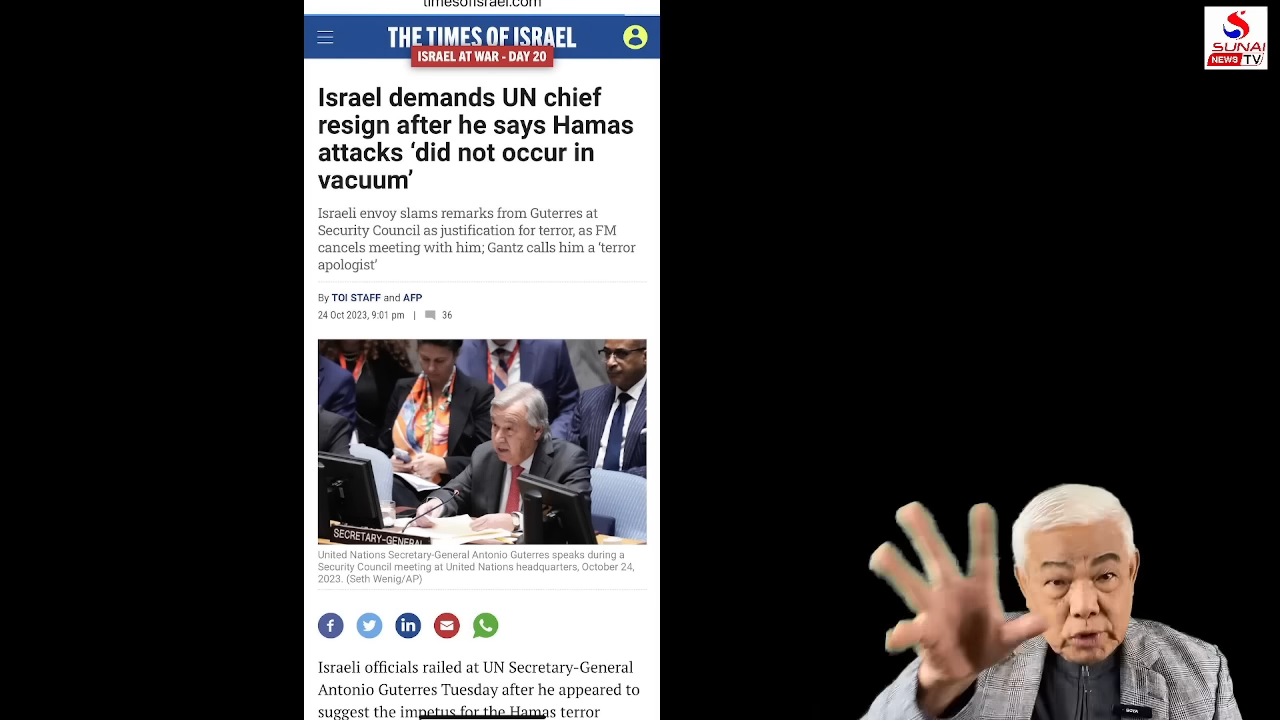 timesofisrael.com
THE TIMES OF ISRAEL
ISRAEL AT WAR - DAY 20
Israel demands UN chief
resign after he says Hamas
attacks ‘did not occur in
vacuum’
Israeli envoy slams remarks from Guterres at
Security Council as justification for terror, as FM
cancels meeting with him; Gantz calls him a ‘terror
apologist’
By TOI STAFF and AFP
24 Oct 2023, 9:01 pm | 36
SECRETARY-GENERAL
United Nations Secretary-General Antonio Guterres speaks during a
Security Council meeting at United Nations headquarters, October 24,
2023. (Seth Wenig/AP)
Israeli officials railed at UN Secretary-General
Antonio Guterres Tuesday after he appeared to
suggest the impetus for the Hamas terror
SUNAI
NEWS TV
BOYA